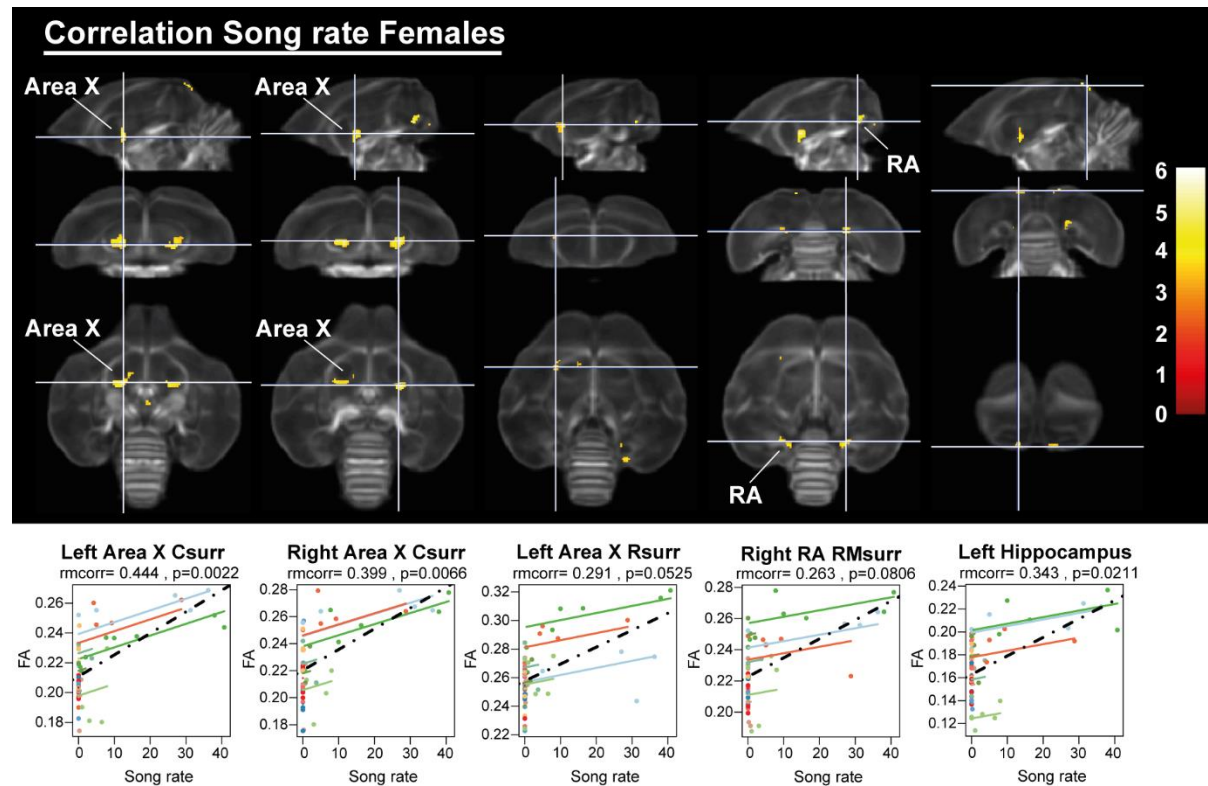 Correlation Song rate Females
Area X
Area X
RA
Area X
Area X
RA
6
5
4
3
2
1
0
Left Area X Csurr
rmcorr= 0.444 , p=0.0022
FA
0.26
0.24
0.22
0.20
0.18
0 10 20 30 40
Song rate
Right Area X Csurr
rmcorr= 0.399 , p=0.0066
FA
0.28
0.26
0.24
0.22
0.20
0.18
0 10 20 30 40
Song rate
Left Area X Rsurr
rmcorr= 0.291 , p=0.0525
FA
0.32
0.30
0.28
0.26
0.24
0.22
0 10 20 30 40
Song rate
Right RA RMsurr
rmcorr= 0.263 , p=0.0806
FA
0.28
0.26
0.24
0.22
0.20
0 10 20 30 40
Song rate
Left Hippocampus
rmcorr= 0.343 , p=0.0211
FA
0.24
0.22
0.20
0.18
0.16
0.14
0.12
0 10 20 30 40
Song rate